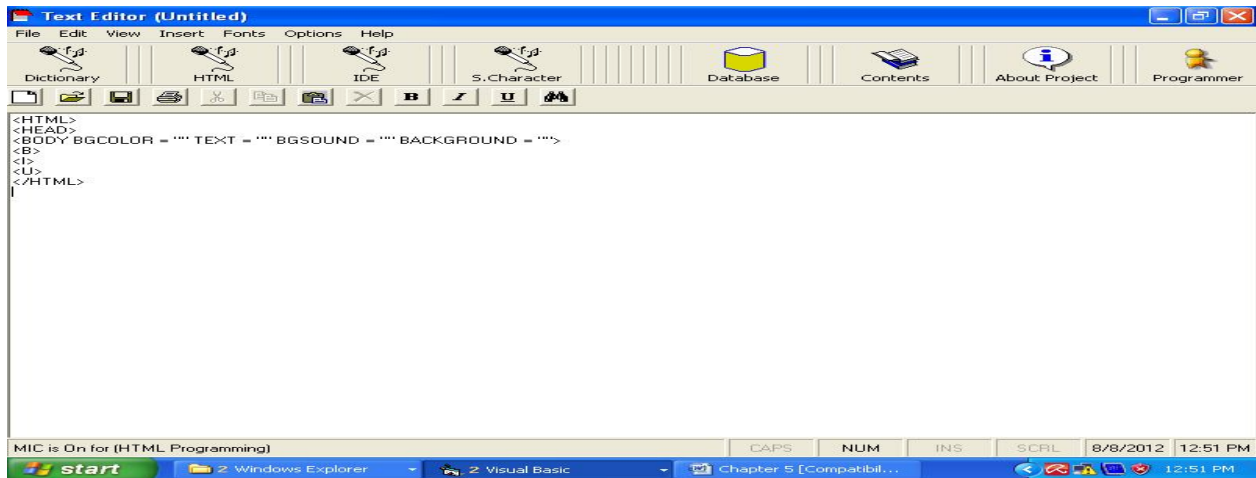 Text Editor (Untitled)
File Edit View Insert Fonts Options Help
Dictionary HTML IDE S.Character Database Contents About Project Programmer
B I U
<HTML>
<HEAD>
<BODY BGCOLOR = "" TEXT = "" BGSOUND = "" BACKGROUND = "">
<B>
<I>
<U>
</HTML>
MIC is On for (HTML Programming) CAPS NUM INS SCRL 8/8/2012 12:51 PM
start 2 Windows Explorer 2 Visual Basic Chapter 5 [Compatibil... 12:51 PM